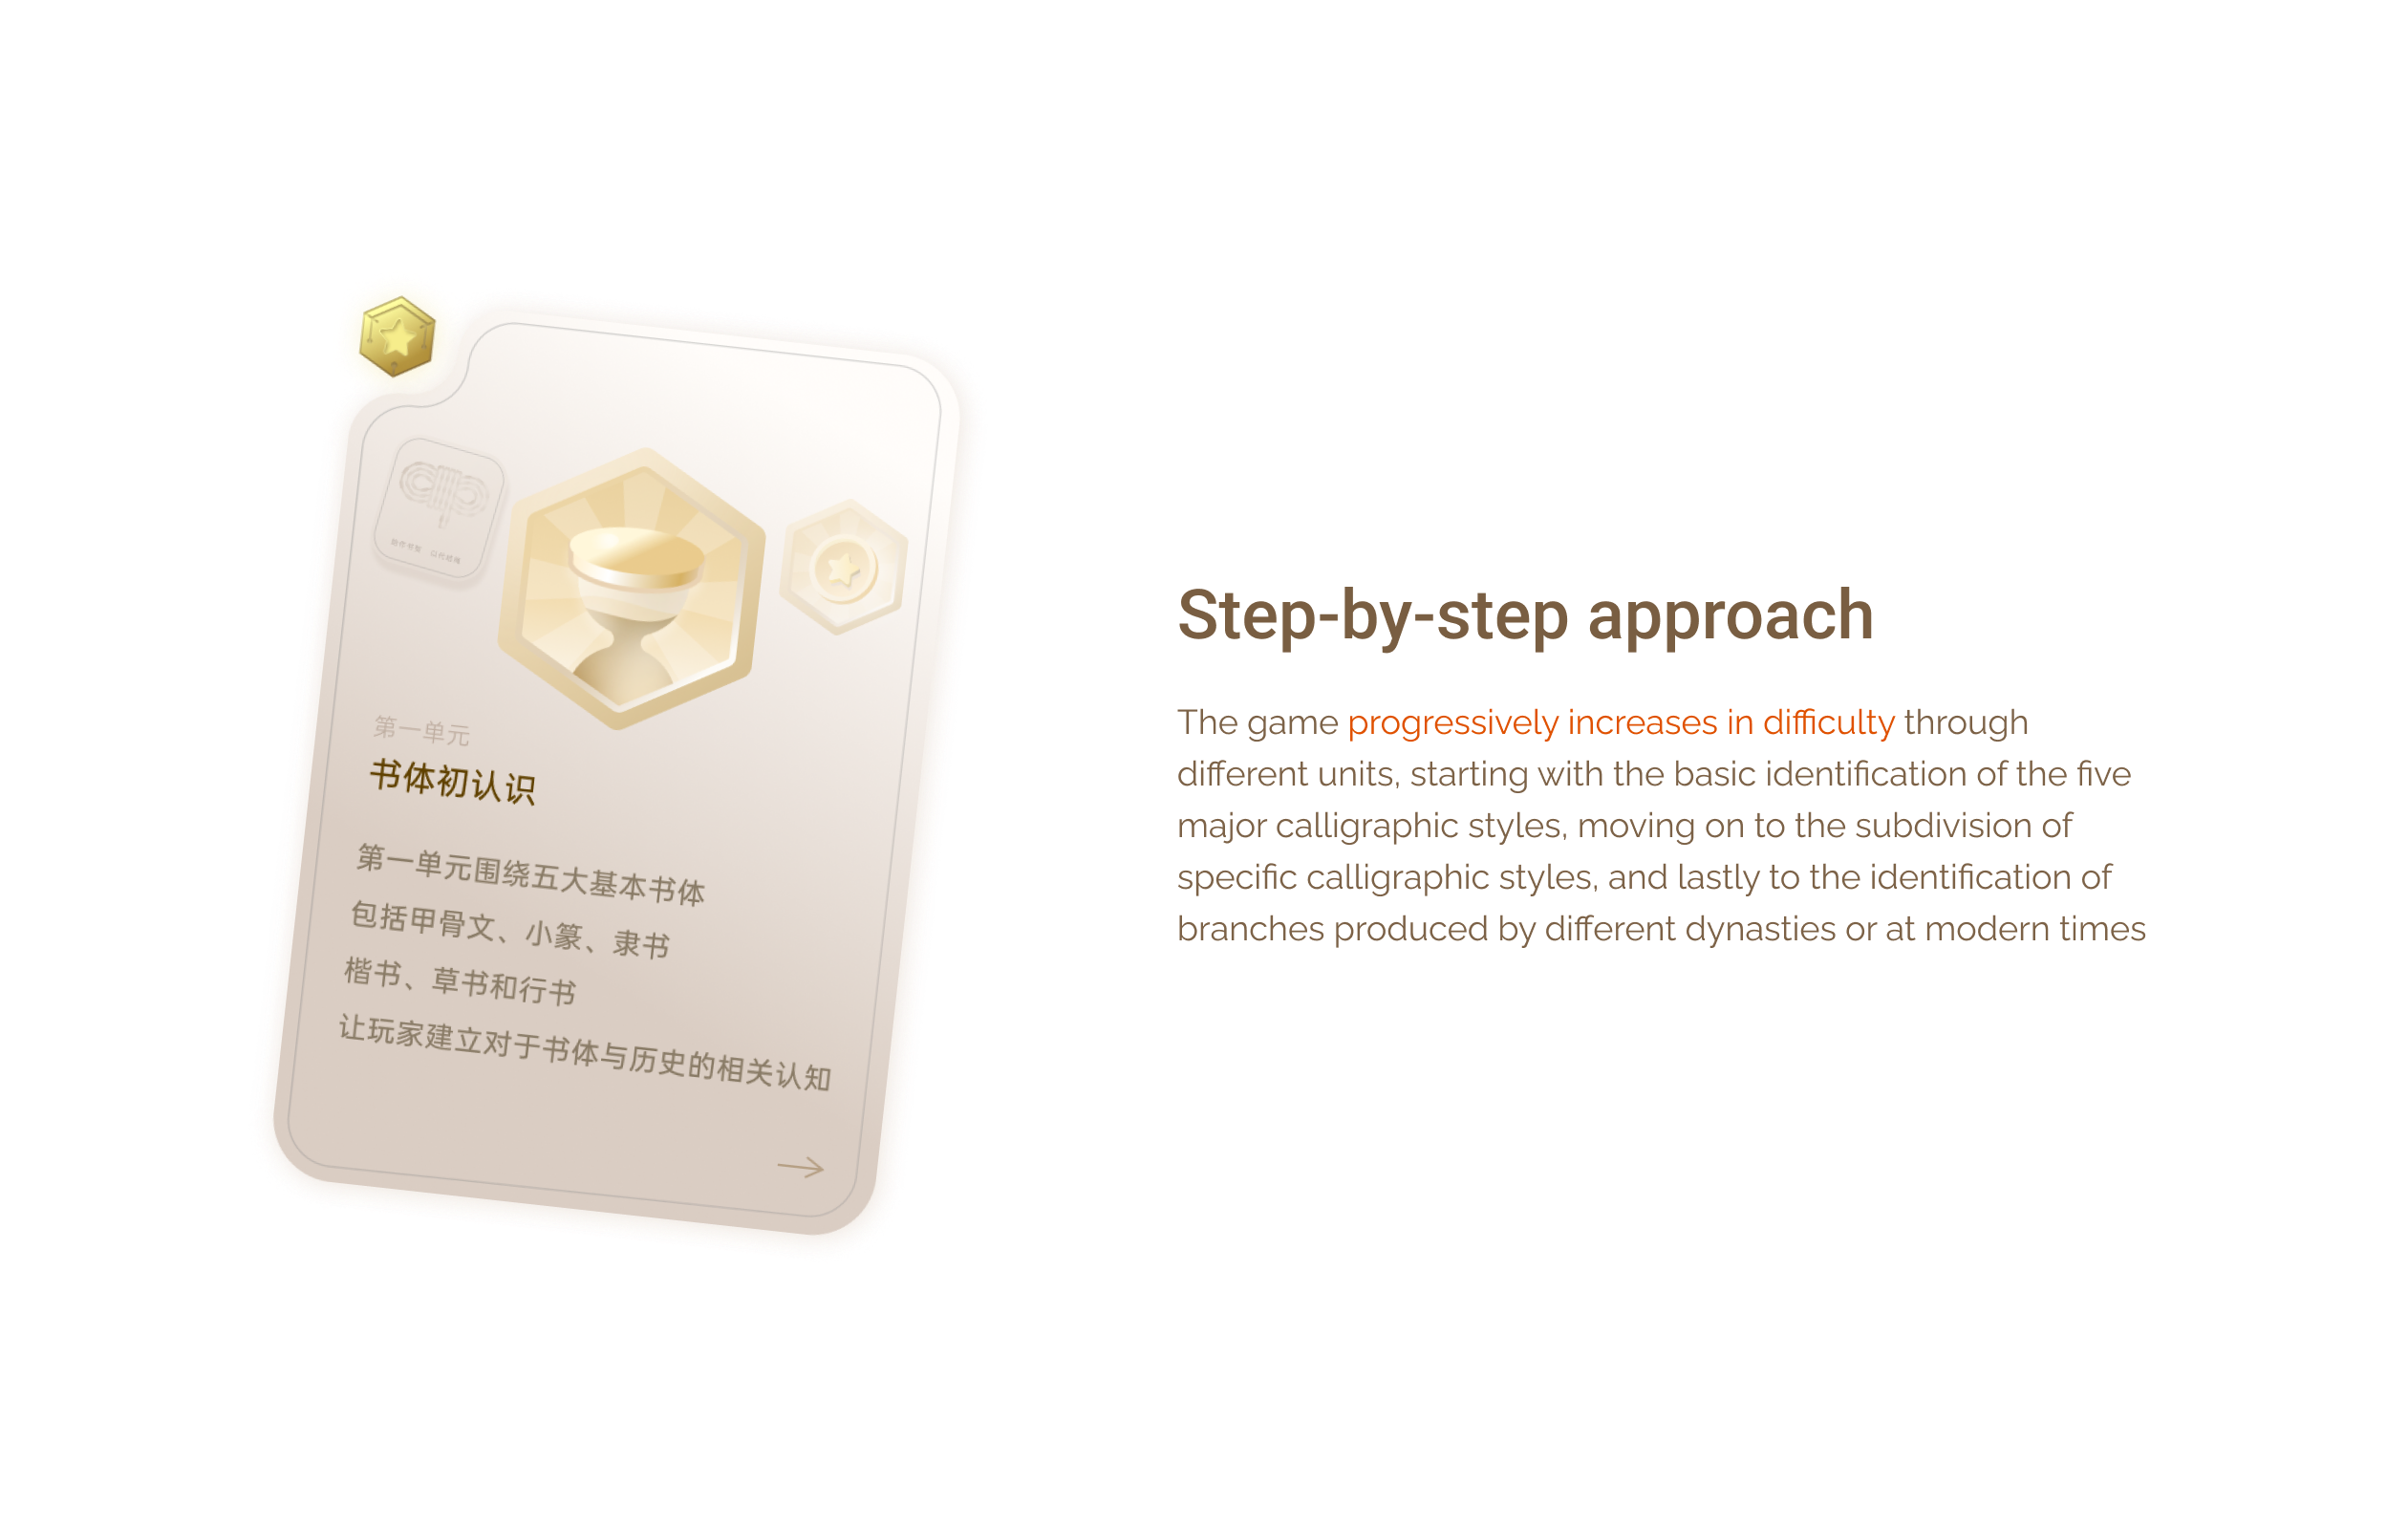 第一单元
书体初认识
第一单元围绕五大基本书体
包括甲骨文、小篆、隶书
楷书、草书和行书
让玩家建立对于书体与历史的相关认知
Step-by-step approach
The game progressively increases in difficulty through
different units, starting with the basic identification of the five
major calligraphic styles, moving on to the subdivision of
specific calligraphic styles, and lastly to the identification of
branches produced by different dynasties or at modern times